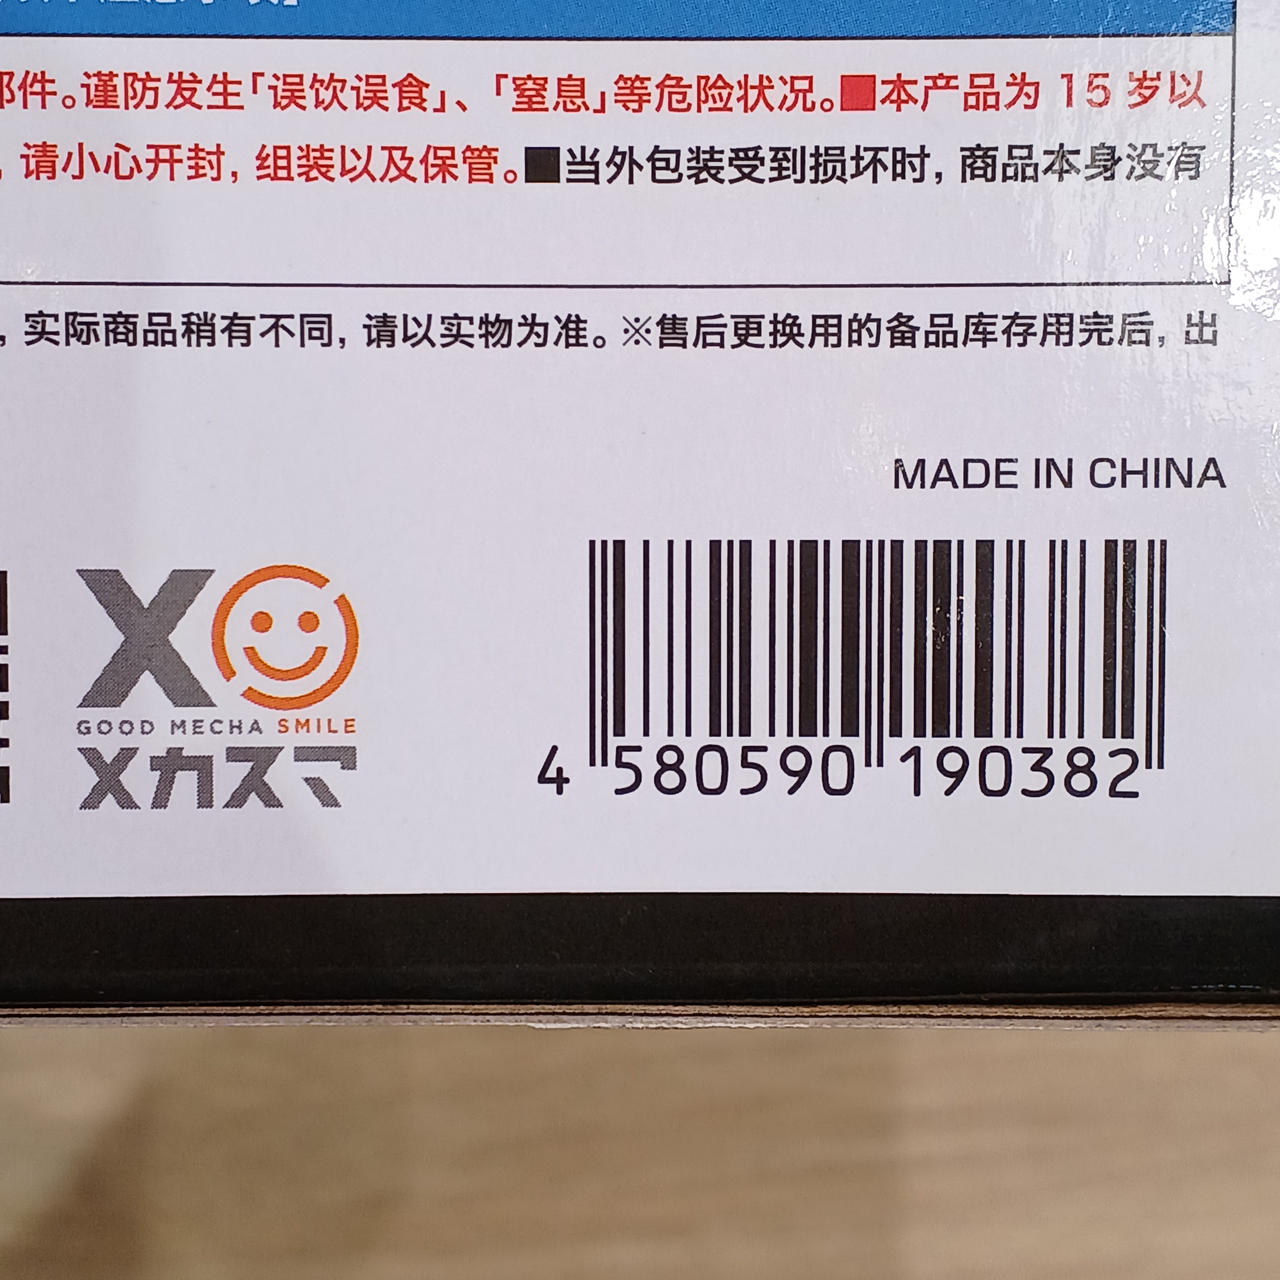 部件。谨防发生「误饮误食」、「窒息」等危险状况。■本产品为 15 岁以
，请小心开封，组装以及保管。■当外包装受到损坏时，商品本身没有
，实际商品稍有不同，请以实物为准。※售后更换用的备品库存用完后，出
MADE IN CHINA
GOOD MECHA SMILE
メカスマ
4 580590 190382